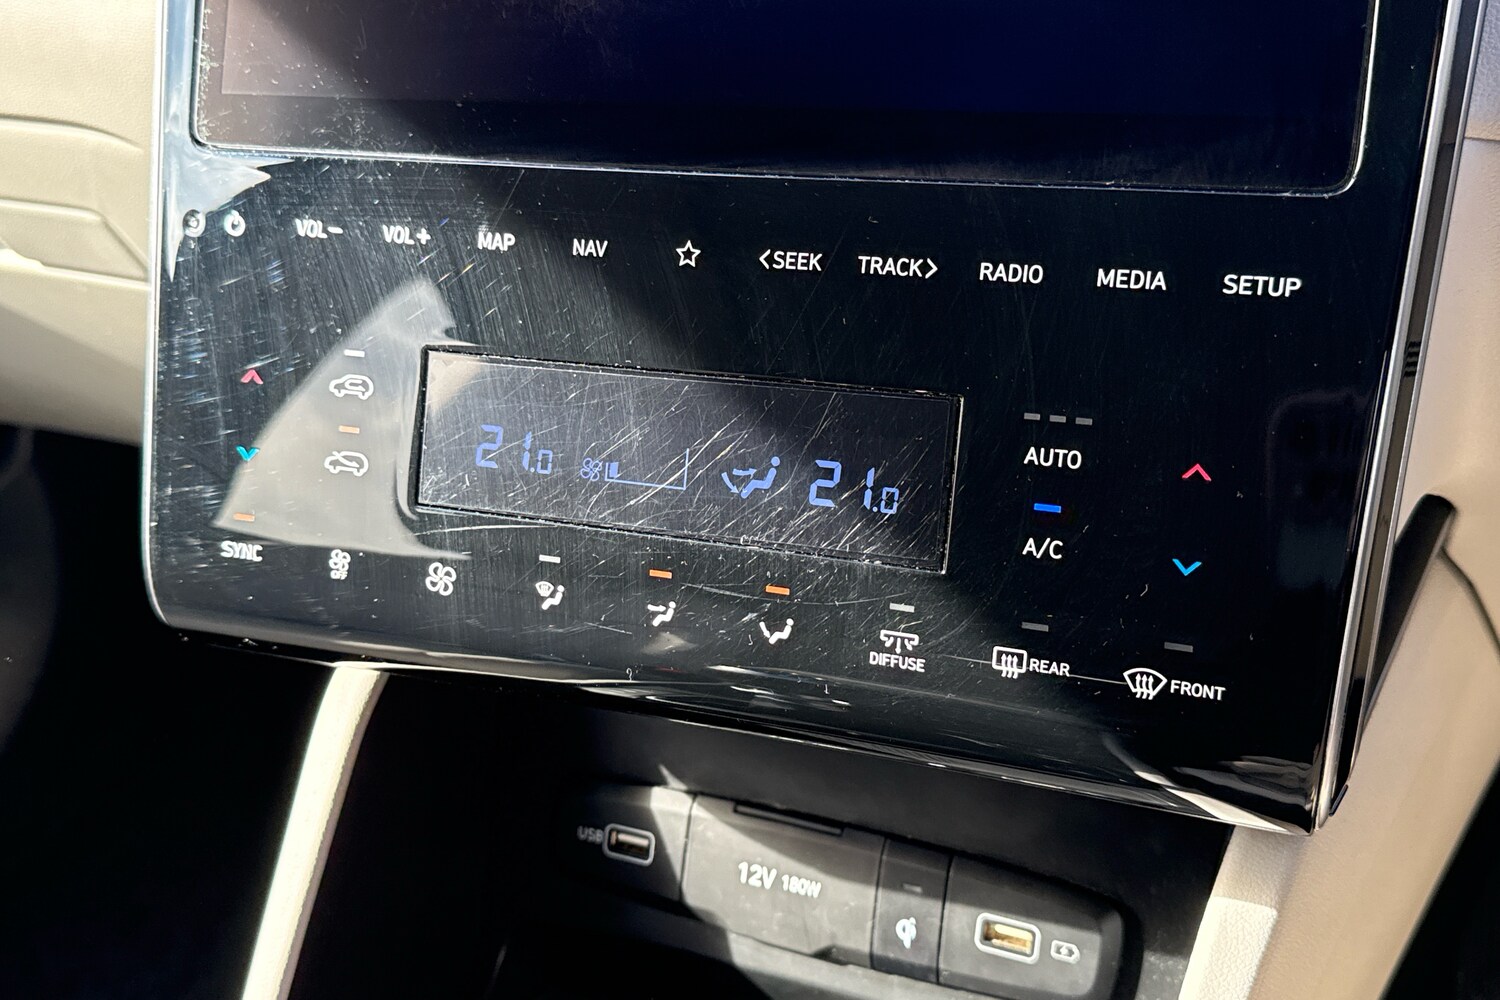 VOL− VOL+ MAP NAV <SEEK TRACK> RADIO MEDIA SETUP
AUTO
21.0 21.0
A/C
SYNC
OFF
DIFFUSE
REAR
FRONT
USB
12V 180W